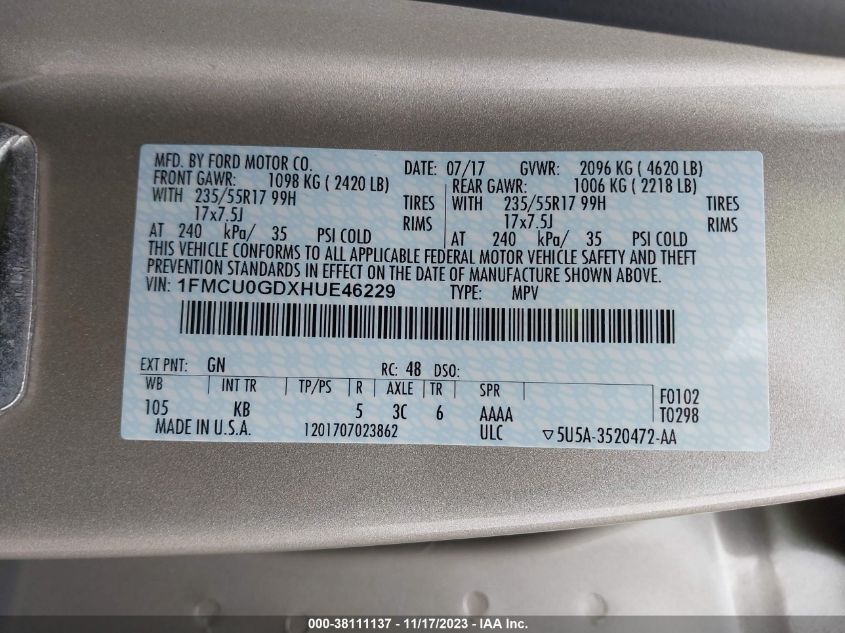 MFD. BY FORD MOTOR CO. DATE: 07/17 GVWR: 2096 KG ( 4620 LB)
FRONT GAWR: 1098 KG ( 2420 LB) REAR GAWR: 1006 KG ( 2218 LB)
WITH 235/55R17 99H TIRES WITH 235/55R17 99H TIRES
17x7.5J RIMS 17x7.5J RIMS
AT 240 kPa/ 35 PSI COLD AT 240 kPa/ 35 PSI COLD
THIS VEHICLE CONFORMS TO ALL APPLICABLE FEDERAL MOTOR VEHICLE SAFETY AND THEFT
PREVENTION STANDARDS IN EFFECT ON THE DATE OF MANUFACTURE SHOWN ABOVE.
VIN: 1FMCU0GDXHUE46229 TYPE: MPV
EXT PNT: GN RC: 48 DSO:
WB INT TR TP/PS R AXLE TR SPR F0102
105 KB 5 3C 6 AAAA T0298
MADE IN U.S.A. 1201707023862 ULC ▽5U5A-3520472-AA
000-38111137 - 11/17/2023 - IAA Inc.